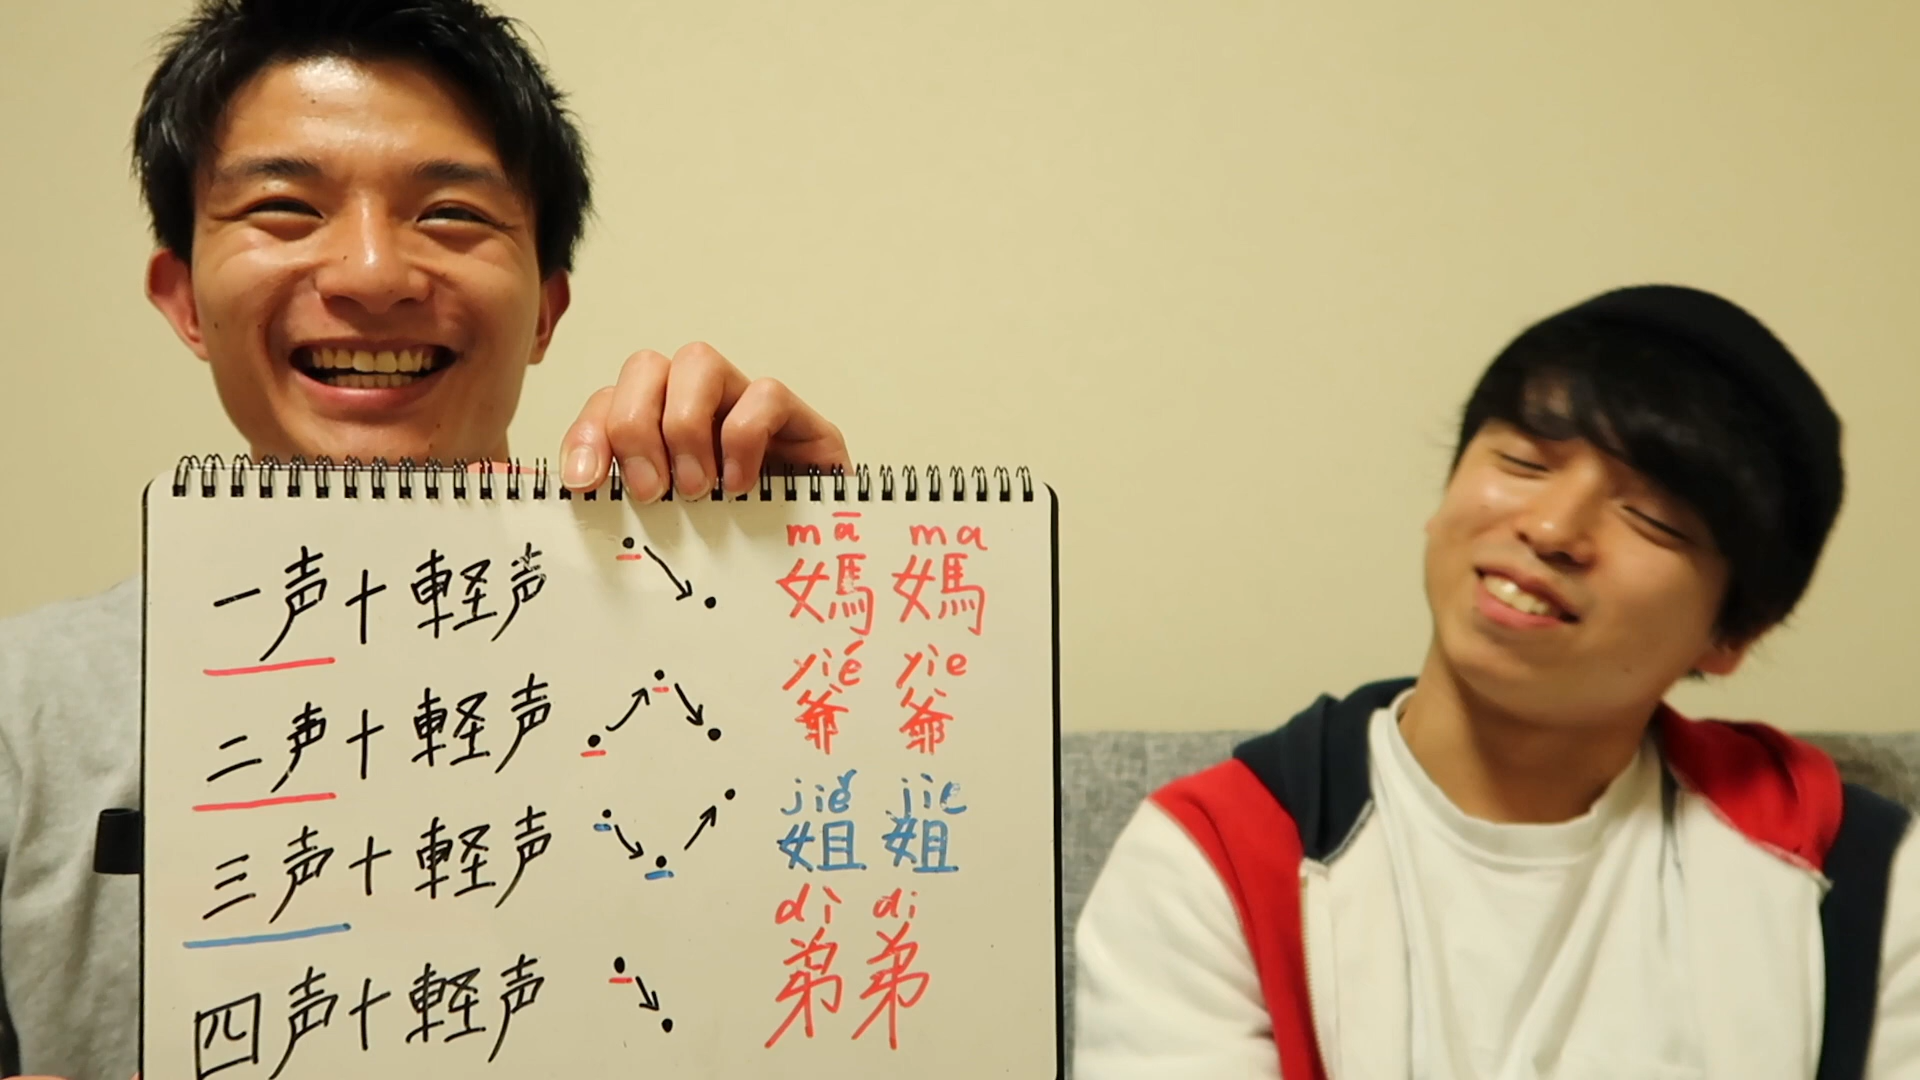 一声+軽声
mā ma
媽媽
二声+軽声
yié yie
爺爺
三声+軽声
jiě jie
姐姐
四声+軽声
dì di
弟弟